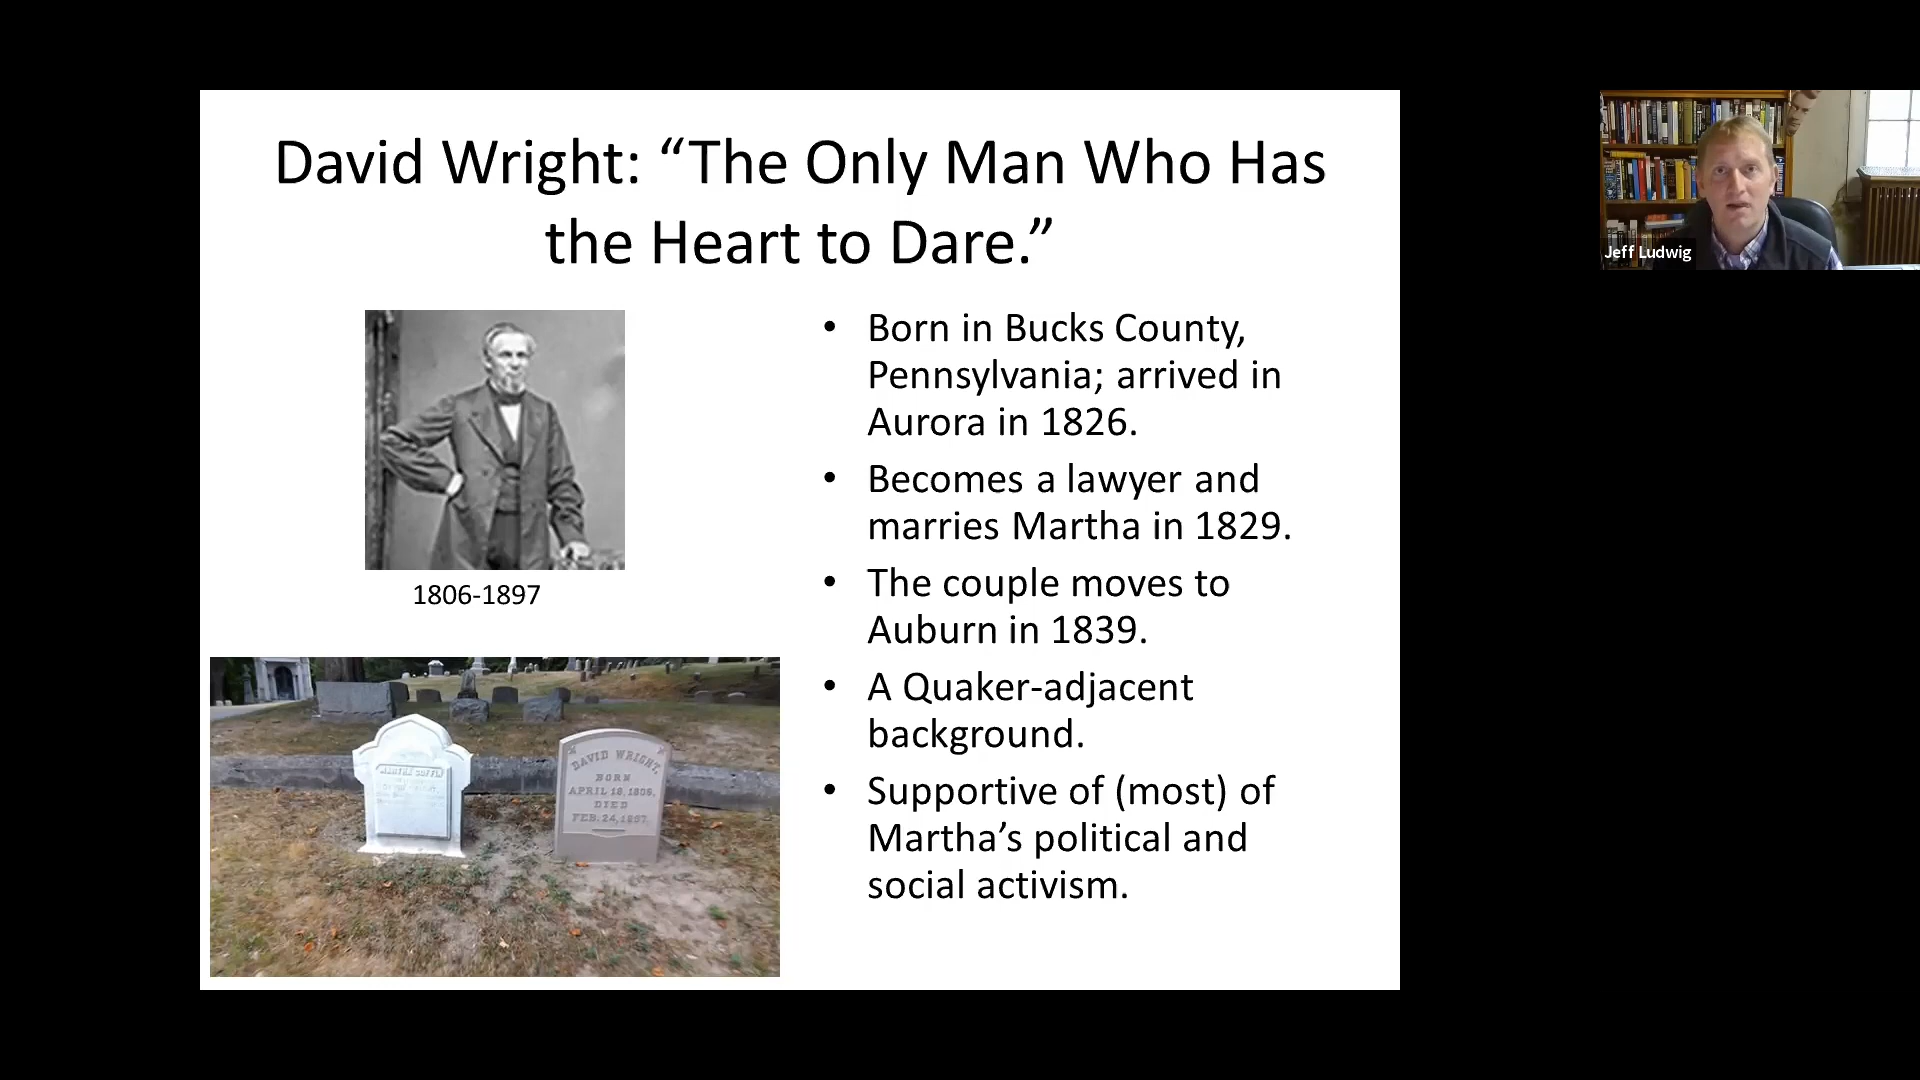 David Wright: “The Only Man Who Has
the Heart to Dare.”
1806-1897
MARTHA COFFIN
DAVID WRIGHT,
BORN
APRIL 18, 1806,
DIED
FEB. 24, 1897.
• Born in Bucks County,
Pennsylvania; arrived in
Aurora in 1826.
• Becomes a lawyer and
marries Martha in 1829.
• The couple moves to
Auburn in 1839.
• A Quaker-adjacent
background.
• Supportive of (most) of
Martha’s political and
social activism.
Jeff Ludwig